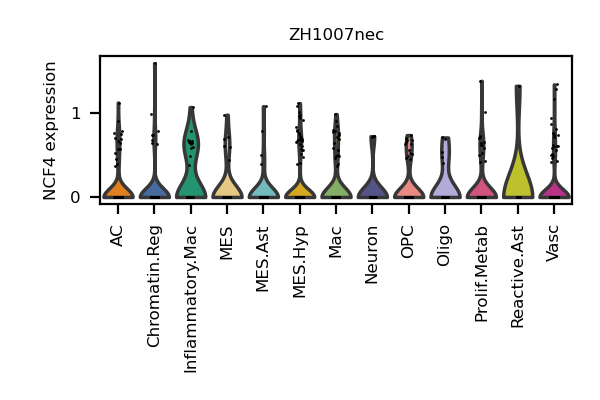 ZH1007nec
NCF4 expression
1
0
AC
Chromatin.Reg
Inflammatory.Mac
MES
MES.Ast
MES.Hyp
Mac
Neuron
OPC
Oligo
Prolif.Metab
Reactive.Ast
Vasc